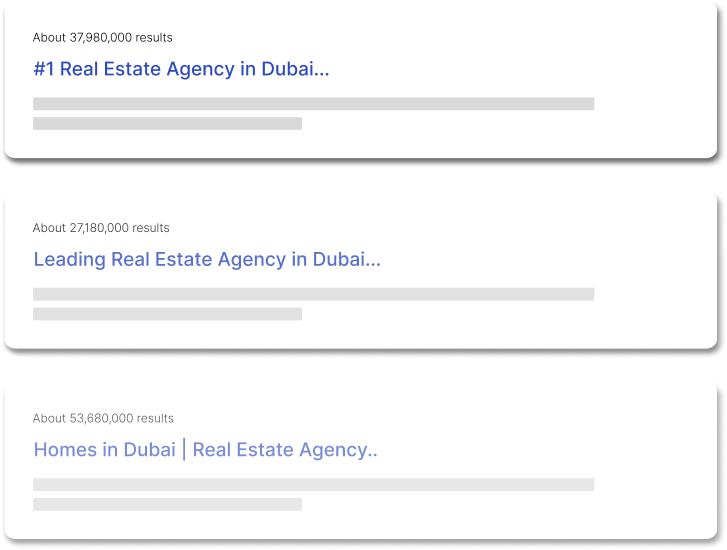 About 37,980,000 results
#1 Real Estate Agency in Dubai...
About 27,180,000 results
Leading Real Estate Agency in Dubai...
About 53,680,000 results
Homes in Dubai | Real Estate Agency..